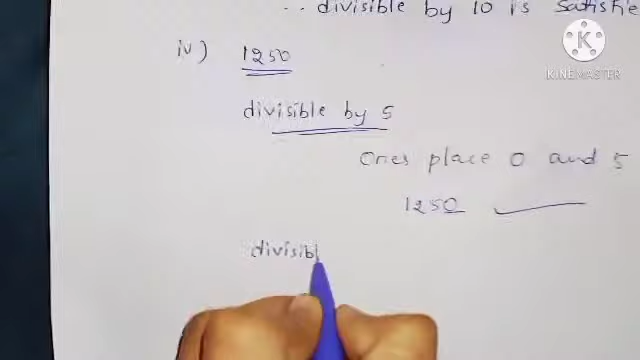 ∴ divisible by 10 is Satisfie
iv) 1250
divisible by 5
Ones place 0 and 5
1250
divisibl
KINEMASTER